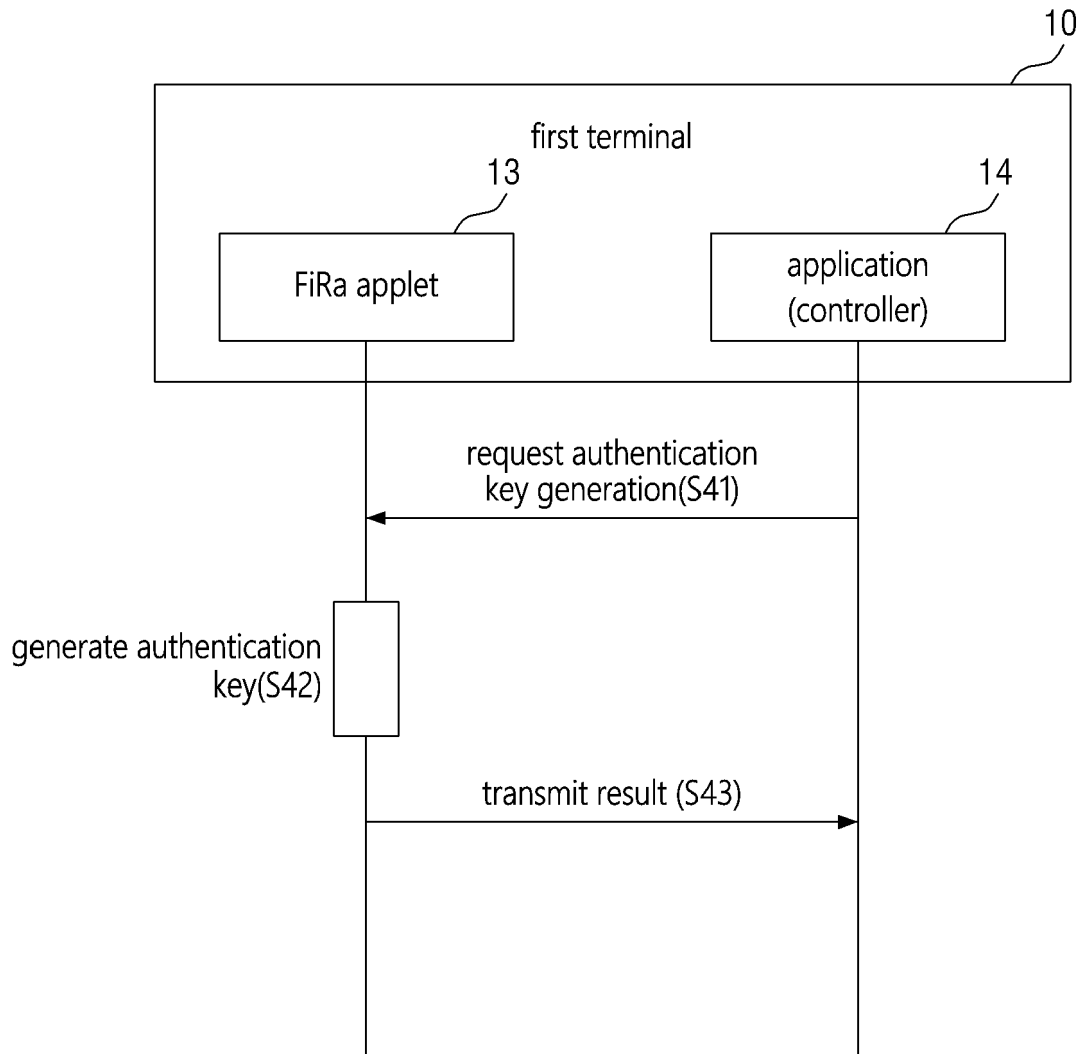 10
first terminal
13
14
FiRa applet
application
(controller)
request authentication
key generation(S41)
generate authentication
key(S42)
transmit result (S43)